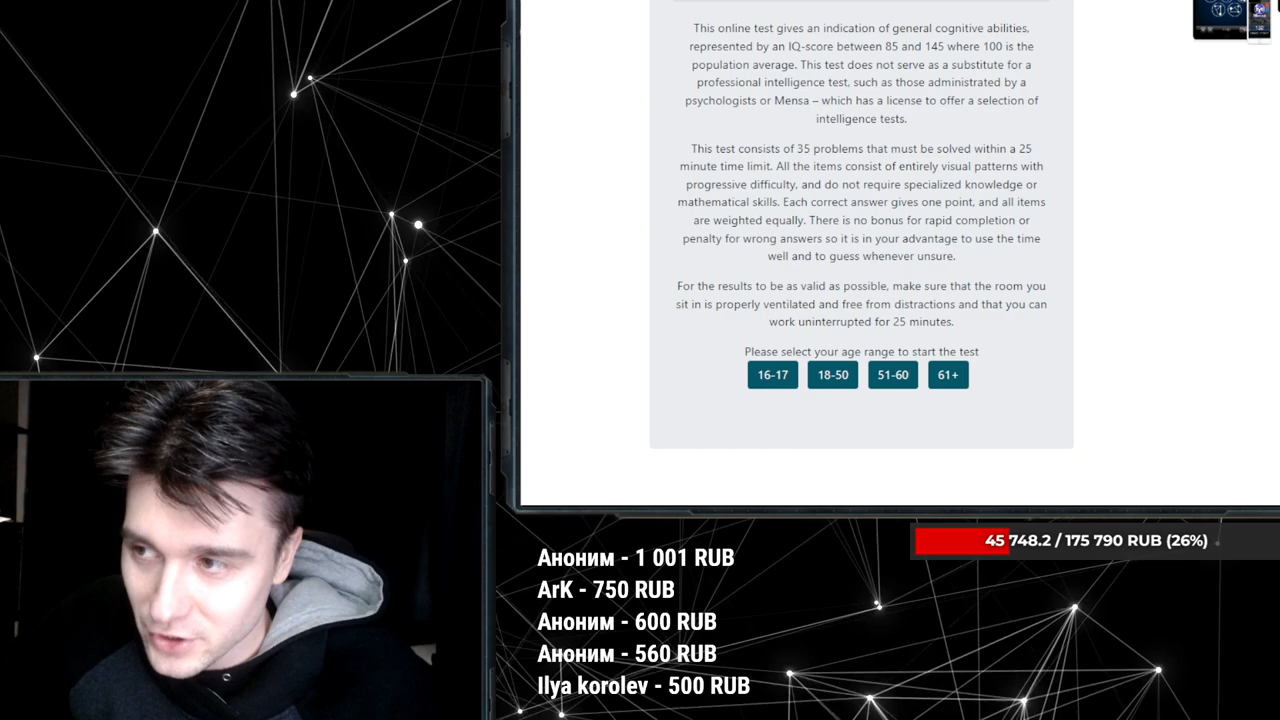 This online test gives an indication of general cognitive abilities,
represented by an IQ-score between 85 and 145 where 100 is the
population average. This test does not serve as a substitute for a
professional intelligence test, such as those administered by a
psychologists or Mensa – which has a license to offer a selection of
intelligence tests.
This test consists of 35 problems that must be solved within a 25
minute time limit. All the items consist of entirely visual patterns with
progressive difficulty, and do not require specialized knowledge or
mathematical skills. Each correct answer gives one point, and all items
are weighted equally. There is no bonus for rapid completion or
penalty for wrong answers so it is in your advantage to use the time
well and to guess whenever unsure.
For the results to be as valid as possible, make sure that the room you
sit in is properly ventilated and free from distractions and that you can
work uninterrupted for 25 minutes.
Please select your age range to start the test
16-17 18-50 51-60 61+
45 748.2 / 175 790 RUB (26%)
Аноним - 1 001 RUB
ArK - 750 RUB
Аноним - 600 RUB
Аноним - 560 RUB
Ilya korolev - 500 RUB